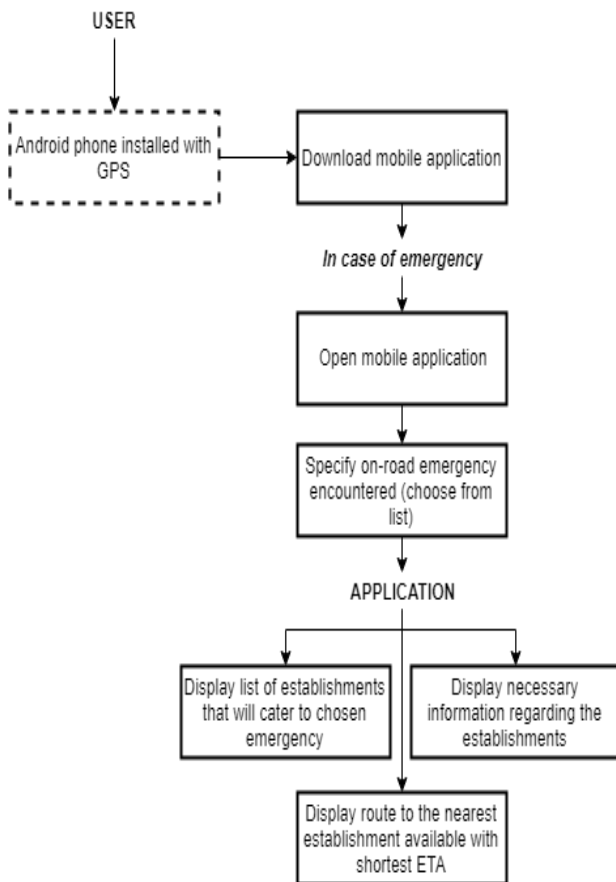 USER
Android phone installed with
GPS
Download mobile application
In case of emergency
Open mobile application
Specify on-road emergency
encountered (choose from
list)
APPLICATION
Display list of establishments
that will cater to chosen
emergency
Display necessary
information regarding the
establishments
Display route to the nearest
establishment available with
shortest ETA